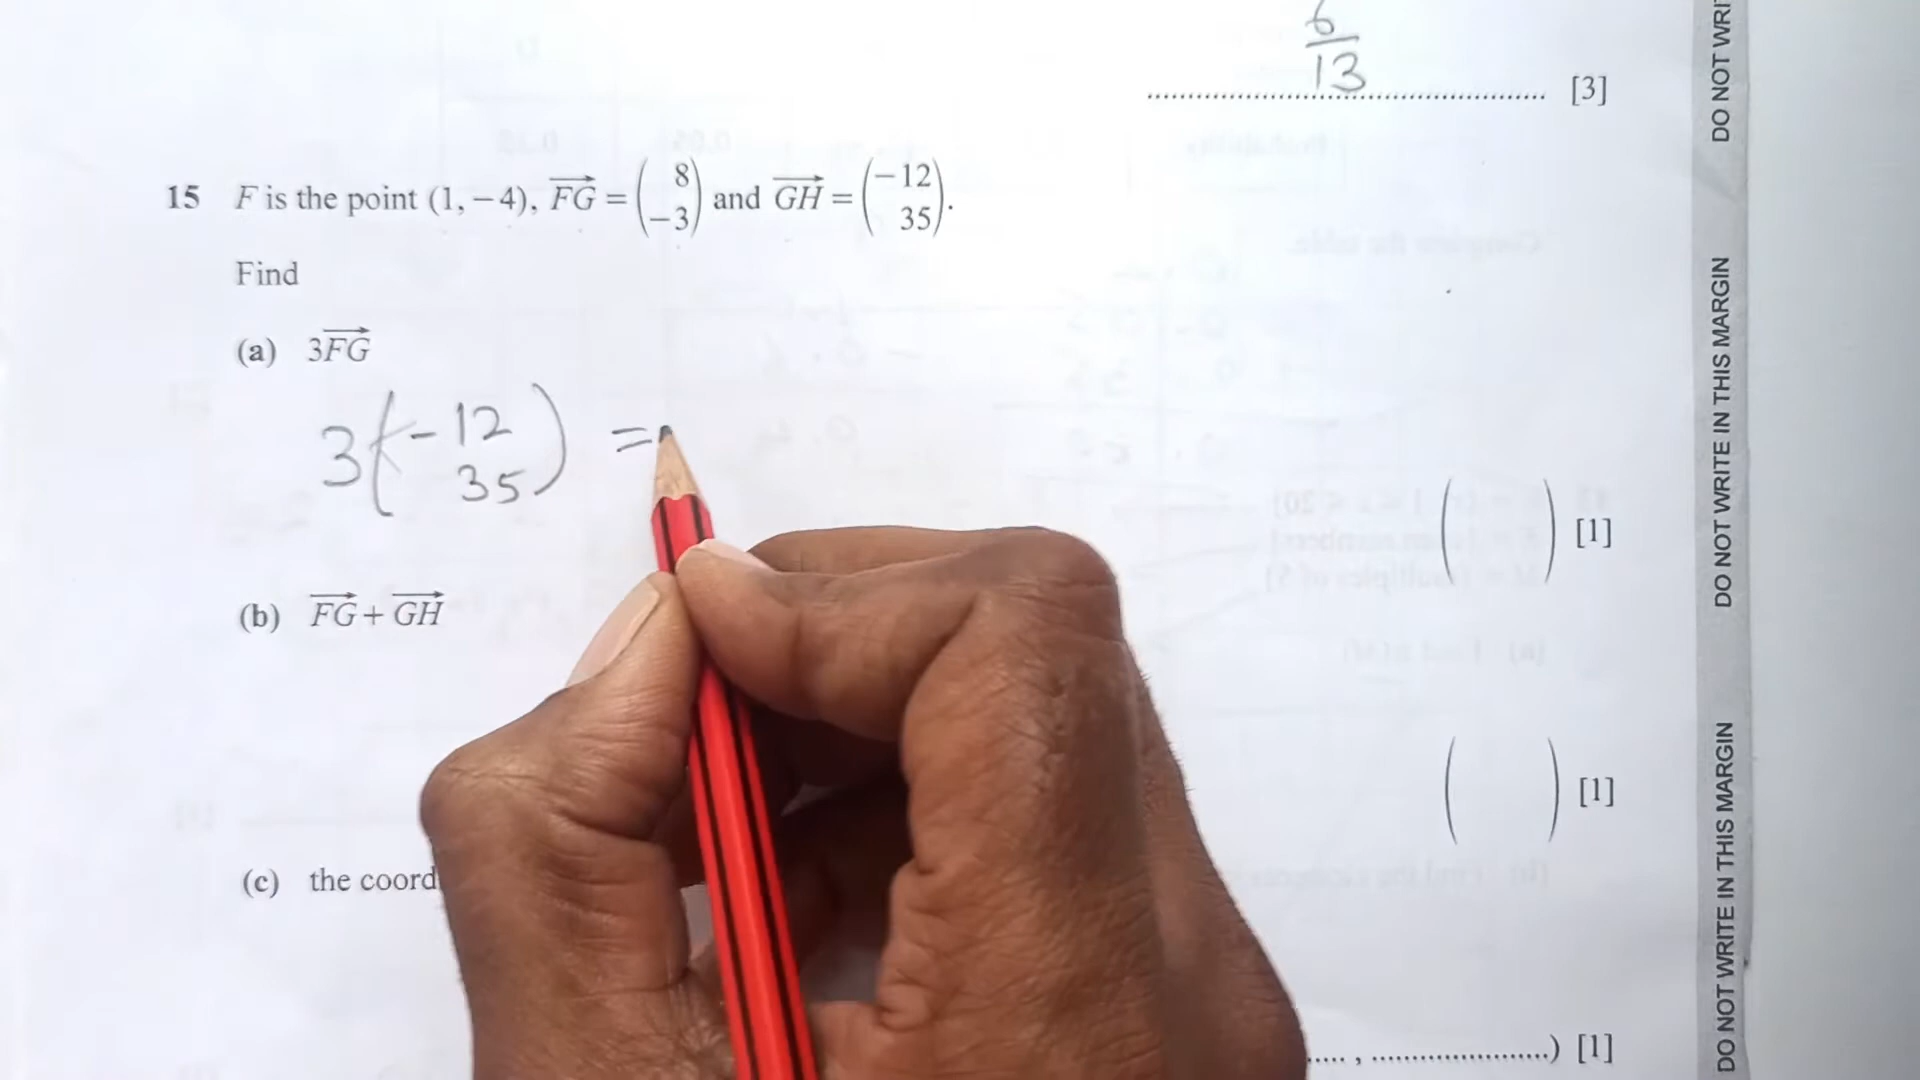 6
13
[3]
15 F is the point (1, −4), FG = (8 −3) and GH = (−12 35).
Find
(a) 3FG
3(−12 35) =
[1]
(b) FG + GH
[1]
(c) the coord
, ) [1]
DO NOT WRI
DO NOT WRITE IN THIS MARGIN
DO NOT WRITE IN THIS MARGIN